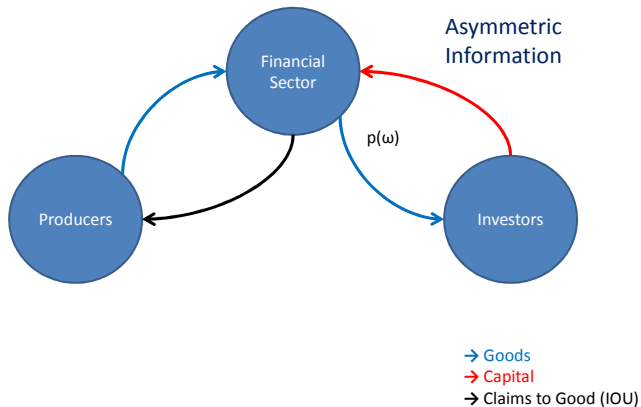 Asymmetric
Information
Financial
Sector
p(ω)
Producers
Investors
→ Goods
→ Capital
→ Claims to Good (IOU)